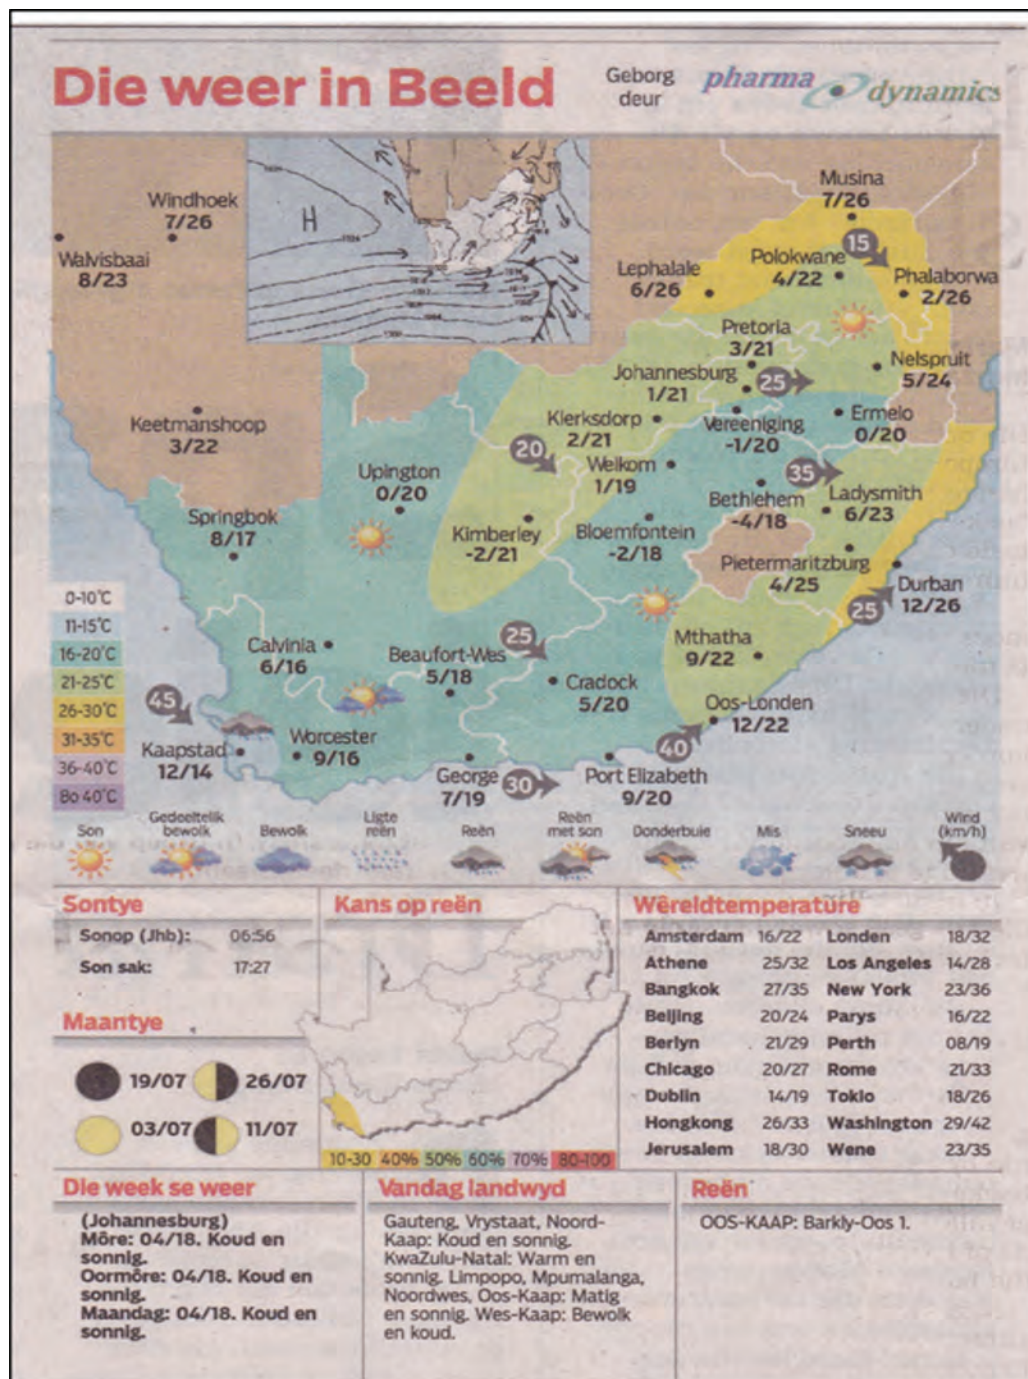 Die weer in Beeld
Geborg
deur
pharma dynamics
H
Windhoek
7/26
Walvisbaai
8/23
Musina
7/26
15
Polokwane
4/22
Lephalale
6/26
Phalaborwa
2/26
Pretoria
3/21
Nelspruit
5/24
Johannesburg
1/21
25
Keetmanshoop
3/22
Klerksdorp
2/21
Vereeniging
-1/20
Ermelo
0/20
20
Upington
0/20
Welkom
1/19
35
Bethlehem
-4/18
Ladysmith
6/23
Springbok
8/17
Kimberley
-2/21
Bloemfontein
-2/18
Pietermaritzburg
4/25
Durban
12/26
25
0-10°C
11-15°C
16-20°C
21-25°C
26-30°C
31-35°C
36-40°C
Bo 40°C
Calvinia
6/16
Beaufort-Wes
5/18
25
Mthatha
9/22
Cradock
5/20
45
Oos-Londen
12/22
Kaapstad
12/14
Worcester
9/16
40
George
7/19
30
Port Elizabeth
9/20
Son
Gedeeltelik
bewolk
Bewolk
Ligte
reën
Reën
Reën
met son
Donderbuie
Mis
Sneeu
Wind
(km/h)
Sontye
Sonop (Jhb): 06:56
Son sak: 17:27
Maantye
19/07 26/07
03/07 11/07
Kans op reën
10-30 40% 50% 60% 70% 80-100
Wêreldtemperature
Amsterdam 16/22 Londen 18/32
Athene 25/32 Los Angeles 14/28
Bangkok 27/35 New York 23/36
Beijing 20/24 Parys 16/22
Berlyn 21/29 Perth 08/19
Chicago 20/27 Rome 21/33
Dublin 14/19 Tokio 18/26
Hongkong 26/33 Washington 29/42
Jerusalem 18/30 Wene 23/35
Die week se weer
(Johannesburg)
Môre: 04/18. Koud en
sonnig.
Oormôre: 04/18. Koud en
sonnig.
Maandag: 04/18. Koud en
sonnig.
Vandag landwyd
Gauteng, Vrystaat, Noord-
Kaap: Koud en sonnig.
KwaZulu-Natal: Warm en
sonnig. Limpopo, Mpumalanga,
Noordwes, Oos-Kaap: Matig
en sonnig. Wes-Kaap: Bewolk
en koud.
Reën
OOS-KAAP: Barkly-Oos 1.